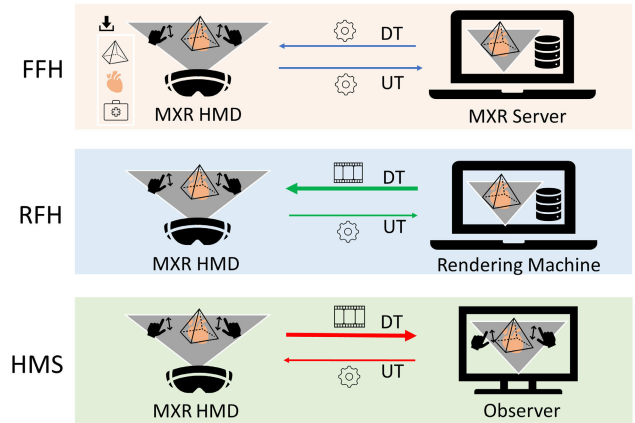 FFH
DT
UT
MXR HMD
MXR Server
RFH
DT
UT
MXR HMD
Rendering Machine
HMS
DT
UT
MXR HMD
Observer